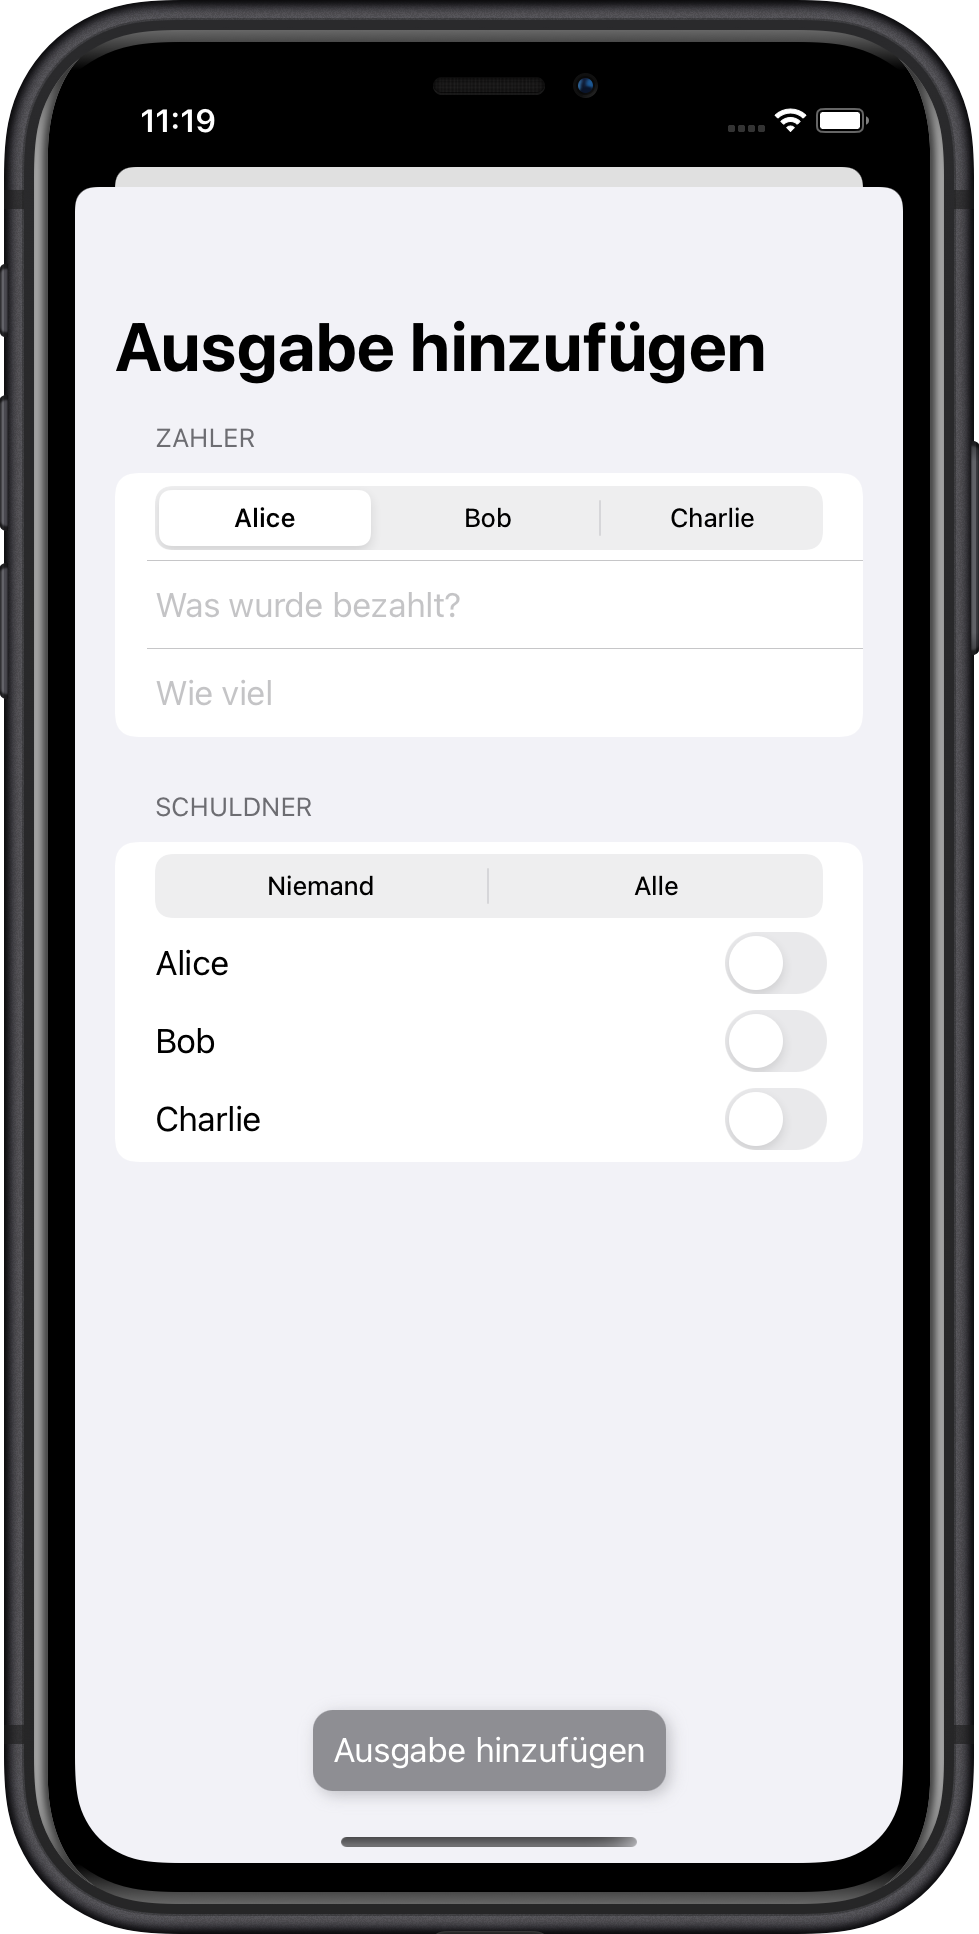 11:19
Ausgabe hinzufügen
ZAHLER
Alice Bob Charlie
Was wurde bezahlt?
Wie viel
SCHULDNER
Niemand Alle
Alice
Bob
Charlie
Ausgabe hinzufügen